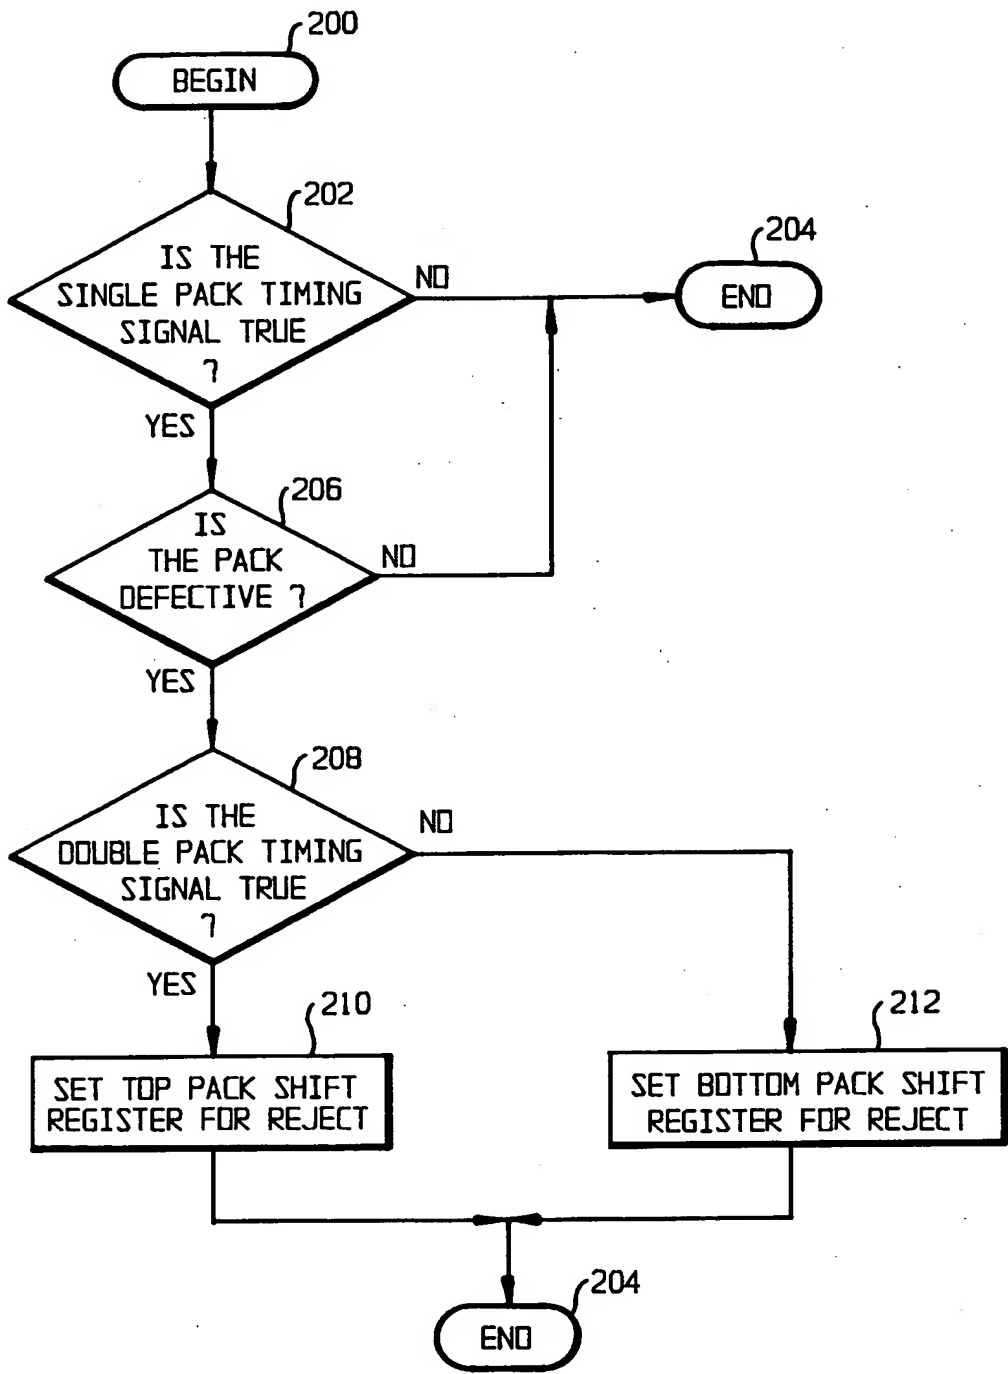 200
BEGIN
202
IS THE
SINGLE PACK TIMING
SIGNAL TRUE
?
NO
204
END
YES
206
IS
THE PACK
DEFECTIVE ?
NO
YES
208
IS THE
DOUBLE PACK TIMING
SIGNAL TRUE
?
NO
YES
210
SET TOP PACK SHIFT
REGISTER FOR REJECT
212
SET BOTTOM PACK SHIFT
REGISTER FOR REJECT
204
END